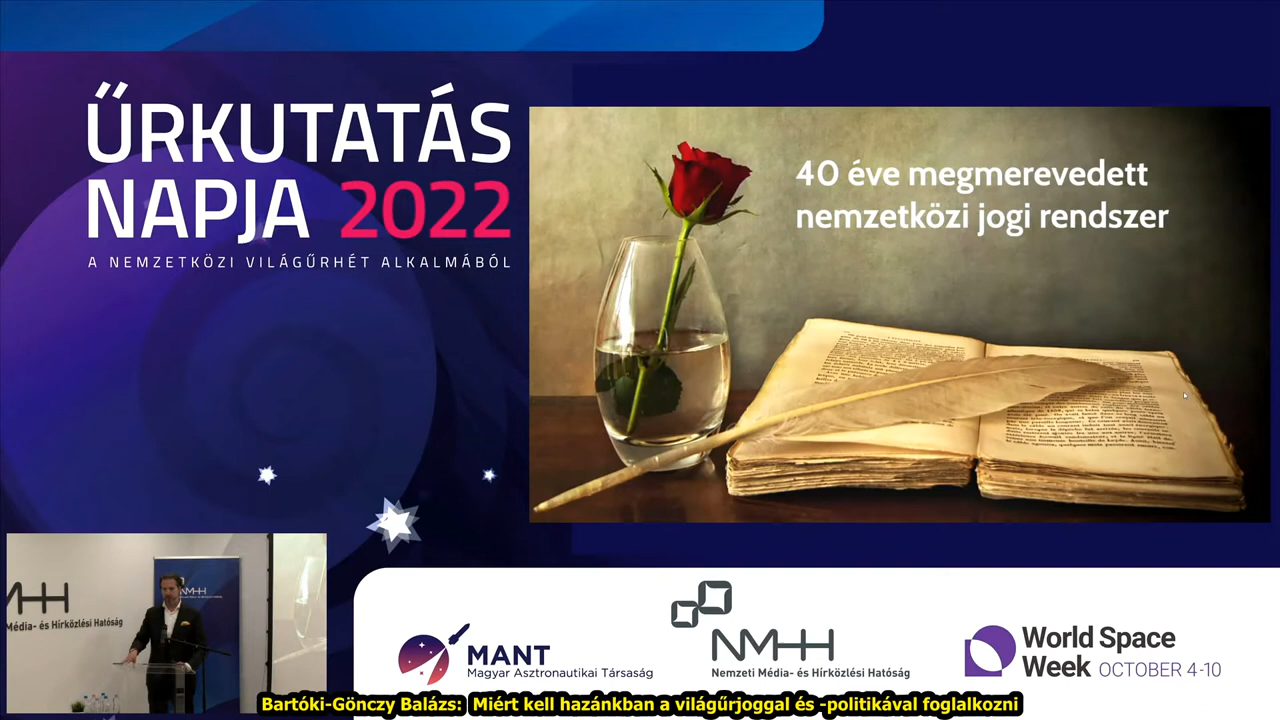 ŰRKUTATÁS
NAPJA 2022
A NEMZETKÖZI VILÁGŰRHÉT ALKALMÁBÓL
40 éve megmerevedett
nemzetközi jogi rendszer
NMHH
Média- és Hírközlési Hatóság
MANT
Magyar Asztronautikai Társaság
NMHH
Nemzeti Média- és Hírközlési Hatóság
World Space
Week OCTOBER 4-10
Bartóki-Gönczy Balázs: Miért kell hazánkban a világűrjoggal és -politikával foglalkozni